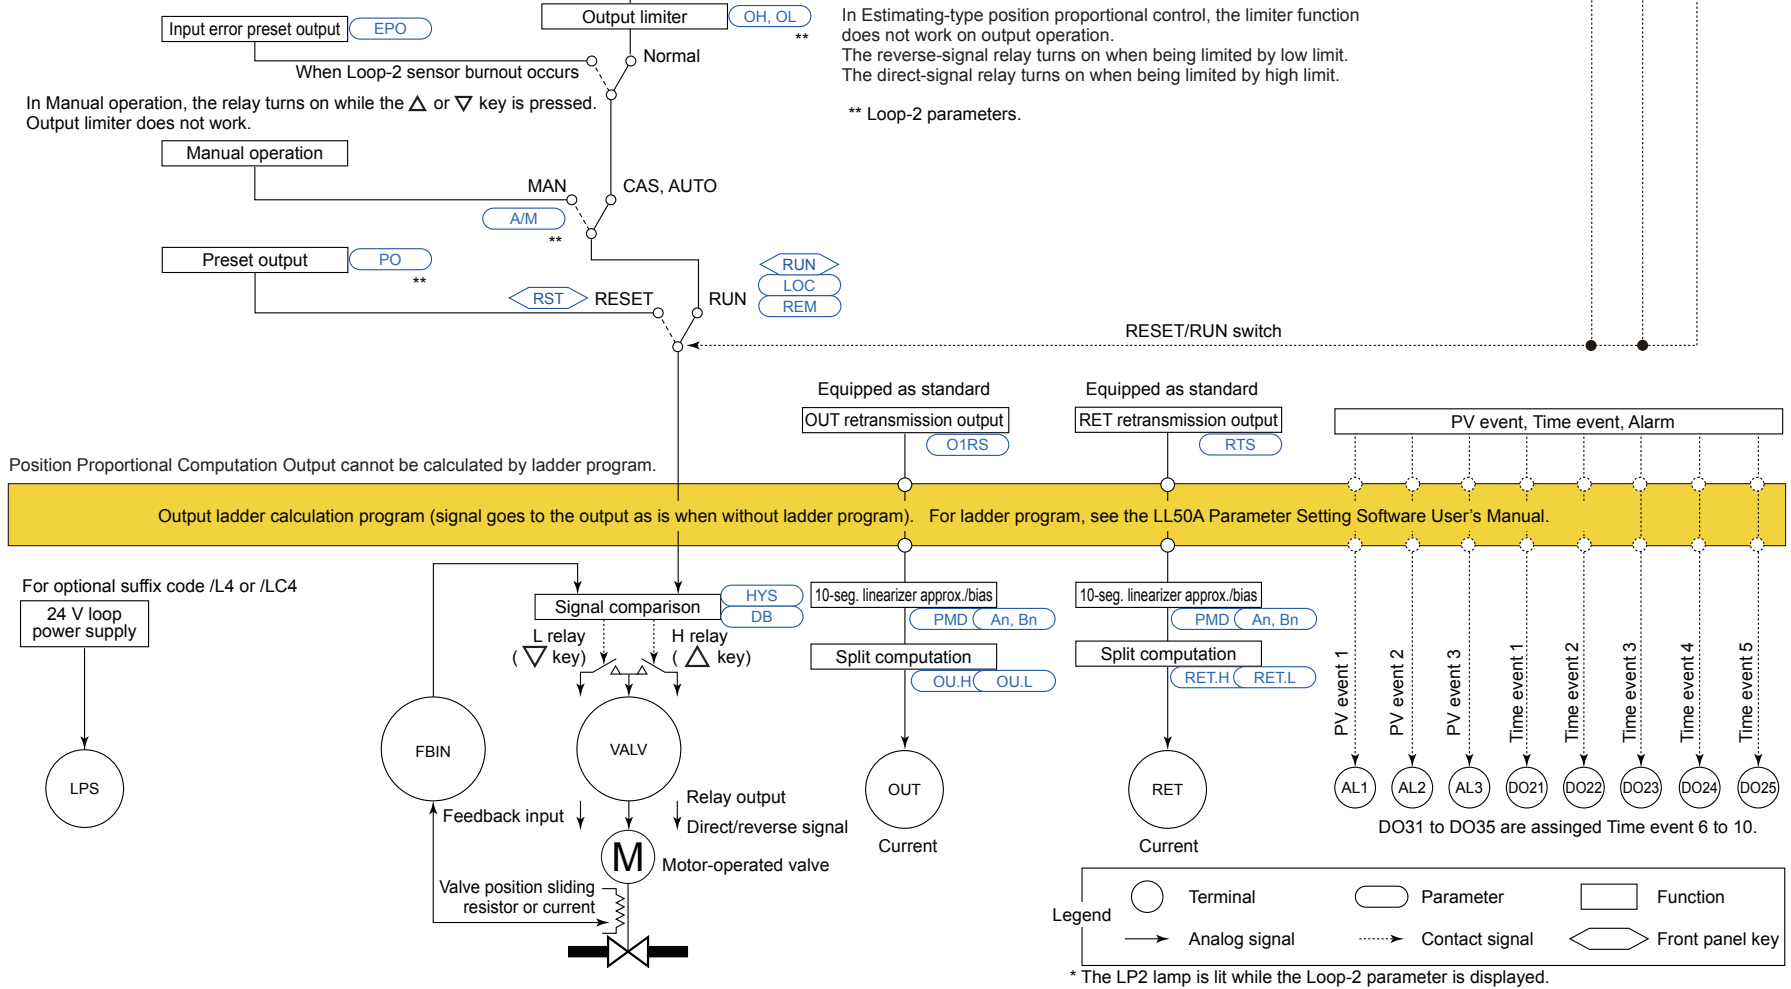 Output limiter
OH, OL
**
In Estimating-type position proportional control, the limiter function
does not work on output operation.
The reverse-signal relay turns on when being limited by low limit.
The direct-signal relay turns on when being limited by high limit.
** Loop-2 parameters.
Input error preset output
EPO
Normal
When Loop-2 sensor burnout occurs
In Manual operation, the relay turns on while the △ or ▽ key is pressed.
Output limiter does not work.
Manual operation
MAN
CAS, AUTO
A/M
**
Preset output
PO
**
RST
RESET
RUN
RUN
LOC
REM
RESET/RUN switch
Equipped as standard
OUT retransmission output
O1RS
Equipped as standard
RET retransmission output
RTS
PV event, Time event, Alarm
Position Proportional Computation Output cannot be calculated by ladder program.
Output ladder calculation program (signal goes to the output as is when without ladder program). For ladder program, see the LL50A Parameter Setting Software User's Manual.
For optional suffix code /L4 or /LC4
24 V loop
power supply
LPS
Signal comparison
HYS
DB
L relay
( ▽ key)
H relay
( △ key)
FBIN
VALV
Feedback input
Relay output
Direct/reverse signal
M
Motor-operated valve
Valve position sliding
resistor or current
10-seg. linearizer approx./bias
PMD
An, Bn
Split computation
OU.H
OU.L
OUT
Current
10-seg. linearizer approx./bias
PMD
An, Bn
Split computation
RET.H
RET.L
RET
Current
PV event 1
PV event 2
PV event 3
Time event 1
Time event 2
Time event 3
Time event 4
Time event 5
AL1
AL2
AL3
DO21
DO22
DO23
DO24
DO25
DO31 to DO35 are assinged Time event 6 to 10.
Legend
Terminal
Parameter
Function
Analog signal
Contact signal
Front panel key
* The LP2 lamp is lit while the Loop-2 parameter is displayed.